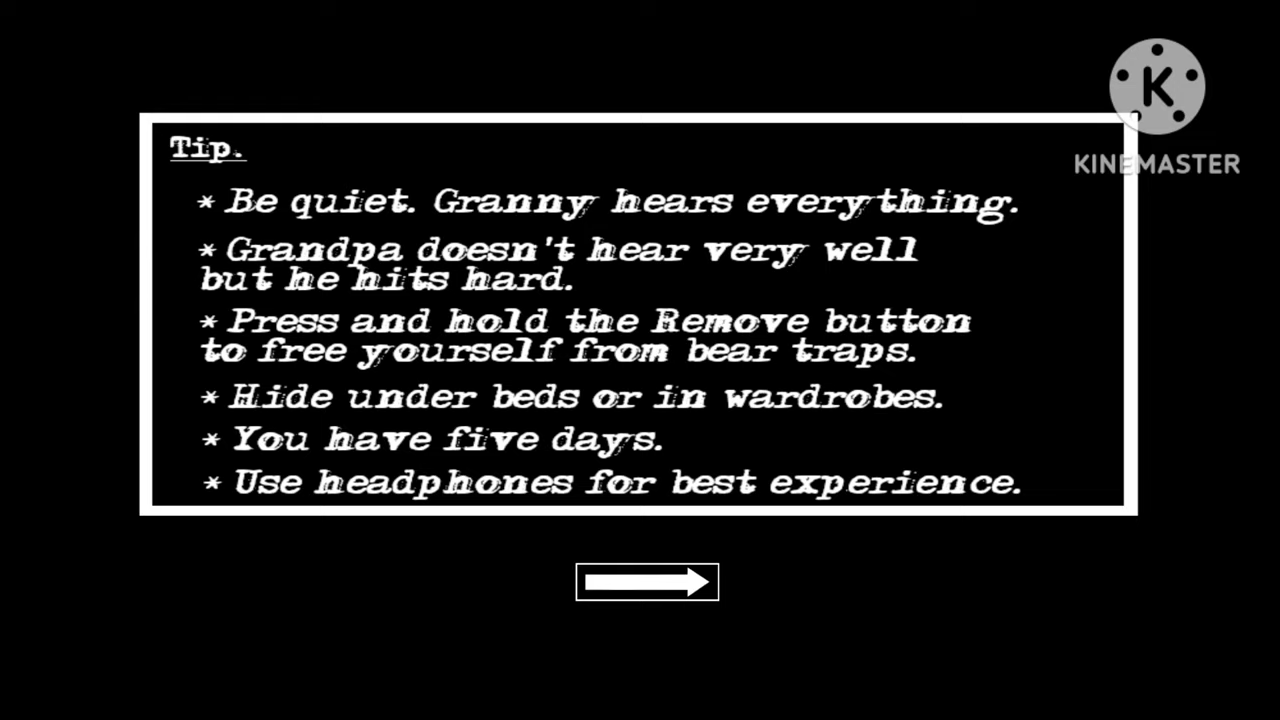 K
KINEMASTER
Tip.
* Be quiet. Granny hears everything.
* Grandpa doesn't hear very well
but he hits hard.
* Press and hold the Remove button
to free yourself from bear traps.
* Hide under beds or in wardrobes.
* You have five days.
* Use headphones for best experience.